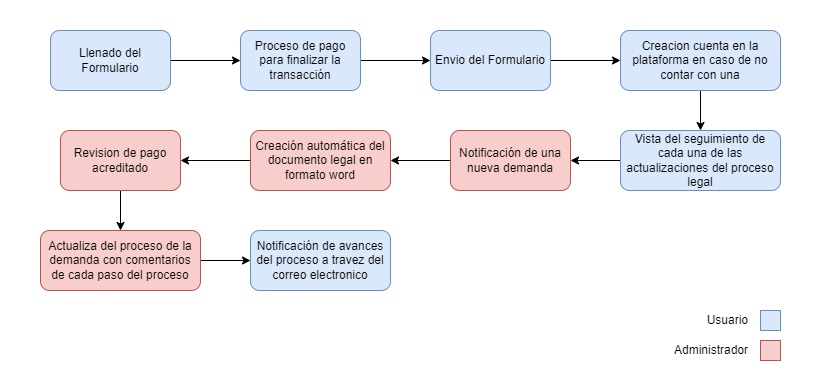 Llenado del
Formulario
Proceso de pago
para finalizar la
transacción
Envio del Formulario
Creacion cuenta en la
plataforma en caso de no
contar con una
Revision de pago
acreditado
Creación automática del
documento legal en
formato word
Notificación de una
nueva demanda
Vista del seguimiento de
cada una de las
actualizaciones del proceso
legal
Actualiza del proceso de la
demanda con comentarios
de cada paso del proceso
Notificación de avances
del proceso a travez del
correo electronico
Usuario
Administrador